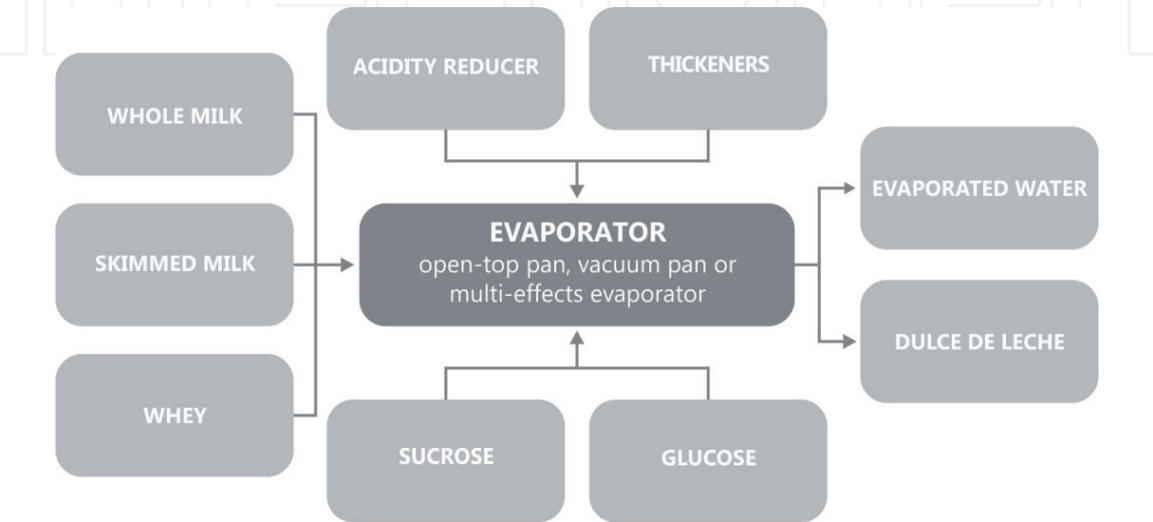 ACIDITY REDUCER
THICKENERS
WHOLE MILK
SKIMMED MILK
WHEY
EVAPORATOR
open-top pan, vacuum pan or
multi-effects evaporator
EVAPORATED WATER
DULCE DE LECHE
SUCROSE
GLUCOSE